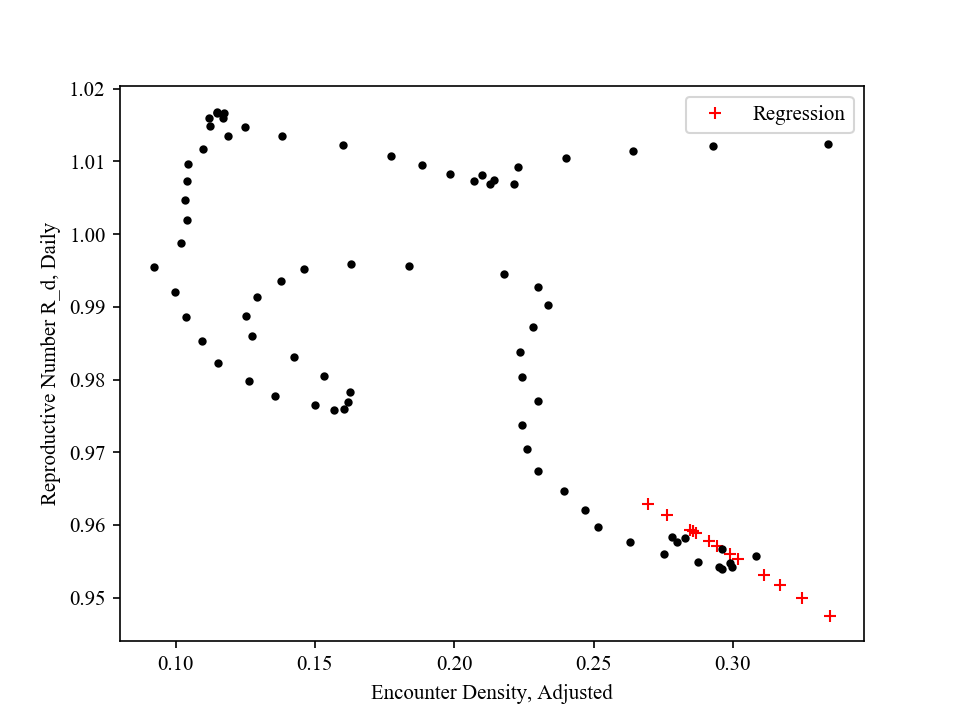 1.02
1.01
1.00
0.99
0.98
0.97
0.96
0.95
Reproductive Number R_d, Daily
Regression
0.10 0.15 0.20 0.25 0.30
Encounter Density, Adjusted